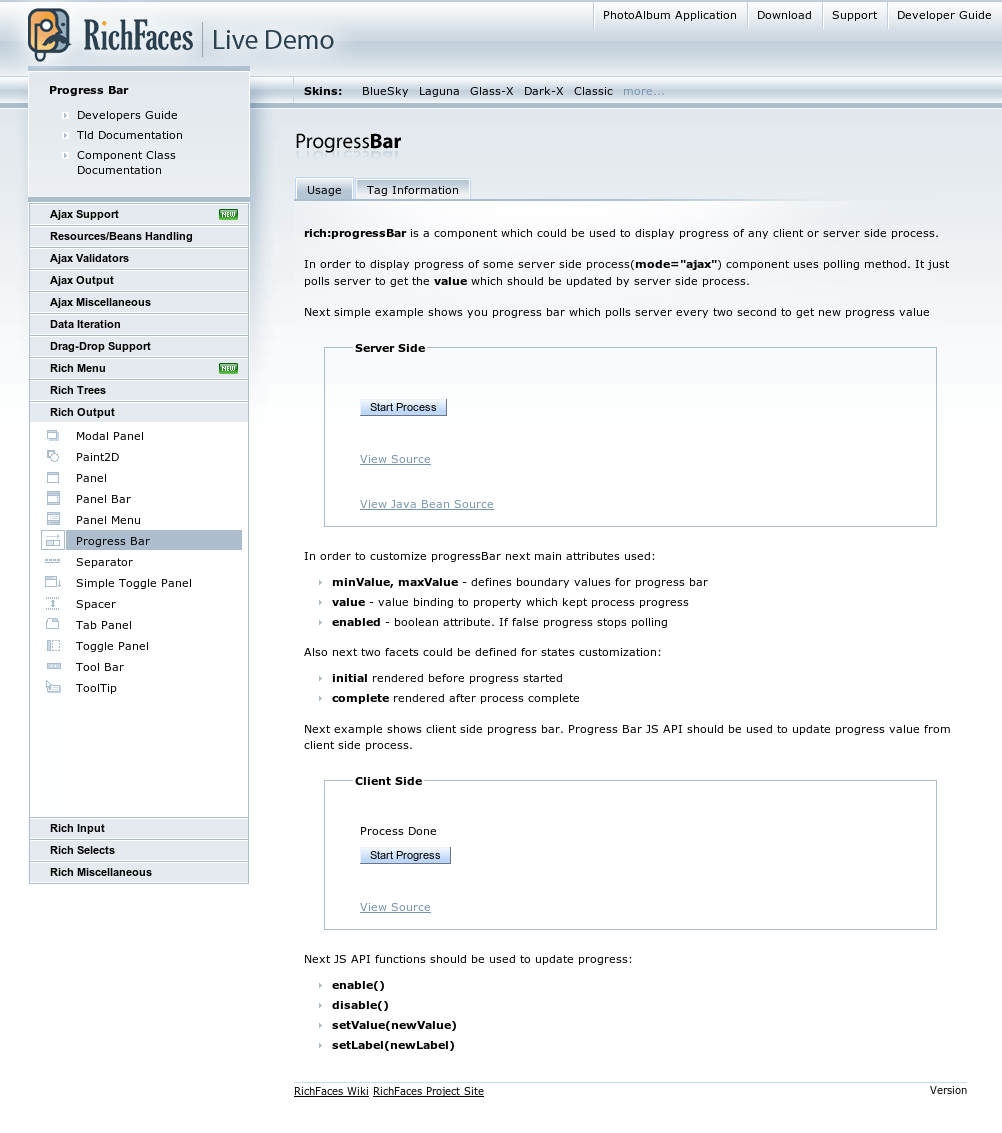 RichFaces Live Demo
PhotoAlbum Application Download Support Developer Guide
Skins: BlueSky Laguna Glass-X Dark-X Classic more...
Progress Bar
Developers Guide
Tld Documentation
Component Class
Documentation
Ajax Support NEW
Resources/Beans Handling
Ajax Validators
Ajax Output
Ajax Miscellaneous
Data Iteration
Drag-Drop Support
Rich Menu NEW
Rich Trees
Rich Output
Modal Panel
Paint2D
Panel
Panel Bar
Panel Menu
Progress Bar
Separator
Simple Toggle Panel
Spacer
Tab Panel
Toggle Panel
Tool Bar
ToolTip
Rich Input
Rich Selects
Rich Miscellaneous
ProgressBar
Usage Tag Information
rich:progressBar is a component which could be used to display progress of any client or server side process.
In order to display progress of some server side process(mode="ajax") component uses polling method. It just
polls server to get the value which should be updated by server side process.
Next simple example shows you progress bar which polls server every two second to get new progress value
Server Side
Start Process
View Source
View Java Bean Source
In order to customize progressBar next main attributes used:
minValue, maxValue - defines boundary values for progress bar
value - value binding to property which kept process progress
enabled - boolean attribute. If false progress stops polling
Also next two facets could be defined for states customization:
initial rendered before progress started
complete rendered after process complete
Next example shows client side progress bar. Progress Bar JS API should be used to update progress value from
client side process.
Client Side
Process Done
Start Progress
View Source
Next JS API functions should be used to update progress:
enable()
disable()
setValue(newValue)
setLabel(newLabel)
RichFaces Wiki RichFaces Project Site Version